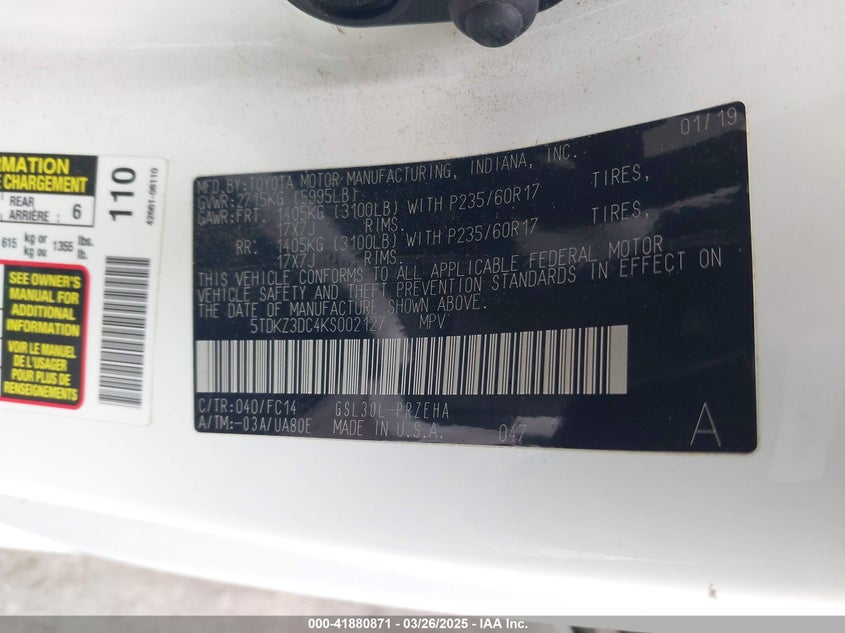 RMATION
E CHARGEMENT
REAR
ARRIÈRE : 6
615 kg or
kg ou 1355 lbs.
lb.
SEE OWNER'S
MANUAL FOR
ADDITIONAL
INFORMATION
VOIR LE MANUEL
DE L'USAGER
POUR PLUS DE
RENSEIGNEMENTS
110
42661-08110
01/19
MFD. BY: TOYOTA MOTOR MANUFACTURING, INDIANA, INC.
GVWR: 2715KG (5995LB)
GAWR: FRT. 1405KG (3100LB) WITH P235/60R17 TIRES,
17X7J RIMS.
RR: 1405KG (3100LB) WITH P235/60R17 TIRES,
17X7J RIMS.
THIS VEHICLE CONFORMS TO ALL APPLICABLE FEDERAL MOTOR
VEHICLE SAFETY AND THEFT PREVENTION STANDARDS IN EFFECT ON
THE DATE OF MANUFACTURE SHOWN ABOVE.
5TDKZ3DC4KS002127 MPV
C/TR: 040/FC14 GSL30L-PRZEHA
A/TM:-03A/UA80E MADE IN U.S.A. 047 A
000-41880871 - 03/26/2025 - IAA Inc.